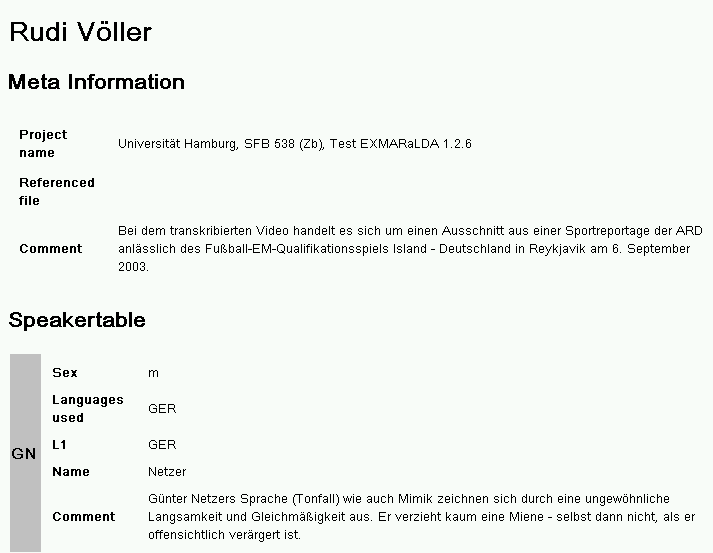 Rudi Völler
Meta Information
Project
name
Universität Hamburg, SFB 538 (Zb), Test EXMARaLDA 1.2.6
Referenced
file
Comment
Bei dem transkribierten Video handelt es sich um einen Ausschnitt aus einer Sportreportage der ARD
anlässlich des Fußball-EM-Qualifikationsspiels Island - Deutschland in Reykjavik am 6. September
2003.
Speakertable
GN
Sex
m
Languages
used
GER
L1
GER
Name
Netzer
Comment
Günter Netzers Sprache (Tonfall) wie auch Mimik zeichnen sich durch eine ungewöhnliche
Langsamkeit und Gleichmäßigkeit aus. Er verzieht kaum eine Miene - selbst dann nicht, als er
offensichtlich verärgert ist.